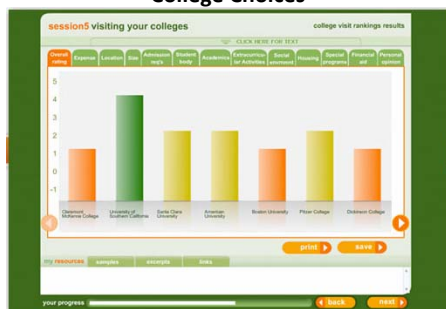 College Choices
session5 visiting your colleges
college visit rankings results
CLICK HERE FOR TEXT
Overall rating
Expense
Location
Size
Admission req's
Student body
Academics
Extracurricu-
lar Activities
Social
Housing
Special programs
Financial aid
Personal opinion
5
4
3
2
1
0
-1
Claremont McKenna College
University of Southern California
Santa Clara University
American University
Boston University
Pitzer College
Dickinson College
print
save
my resources
samples
excerpts
links
your progress
back
next